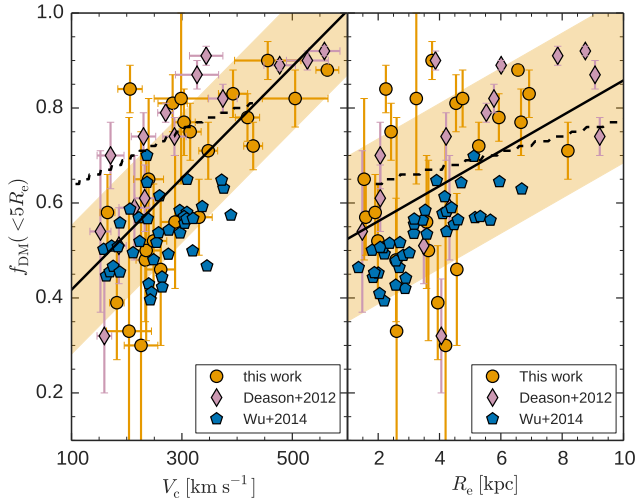 1.0
0.8
0.6
0.4
0.2
f_DM(<5R_e)
100 300 500
V_c [km s⁻¹]
this work
Deason+2012
Wu+2014
2 4 6 8 10
R_e [kpc]
This work
Deason+2012
Wu+2014